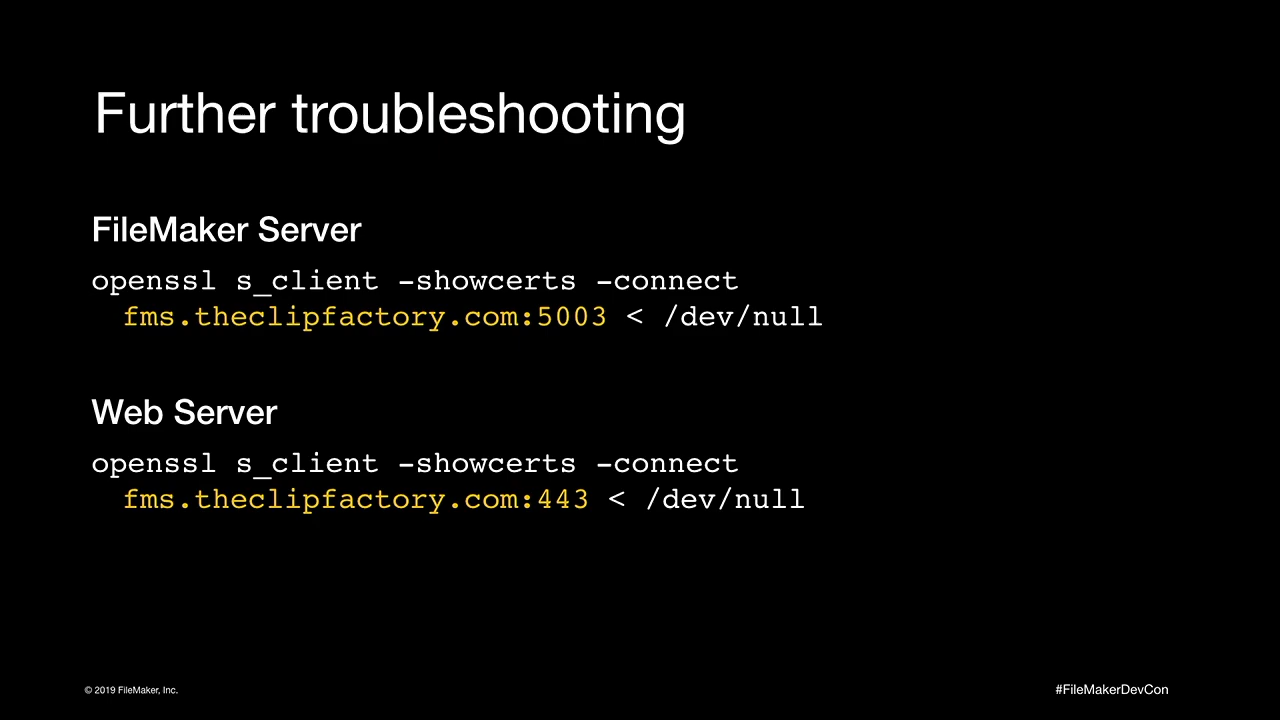 Further troubleshooting
FileMaker Server
openssl s_client -showcerts -connect
fms.theclipfactory.com:5003 < /dev/null
Web Server
openssl s_client -showcerts -connect
fms.theclipfactory.com:443 < /dev/null
© 2019 FileMaker, Inc.
#FileMakerDevCon